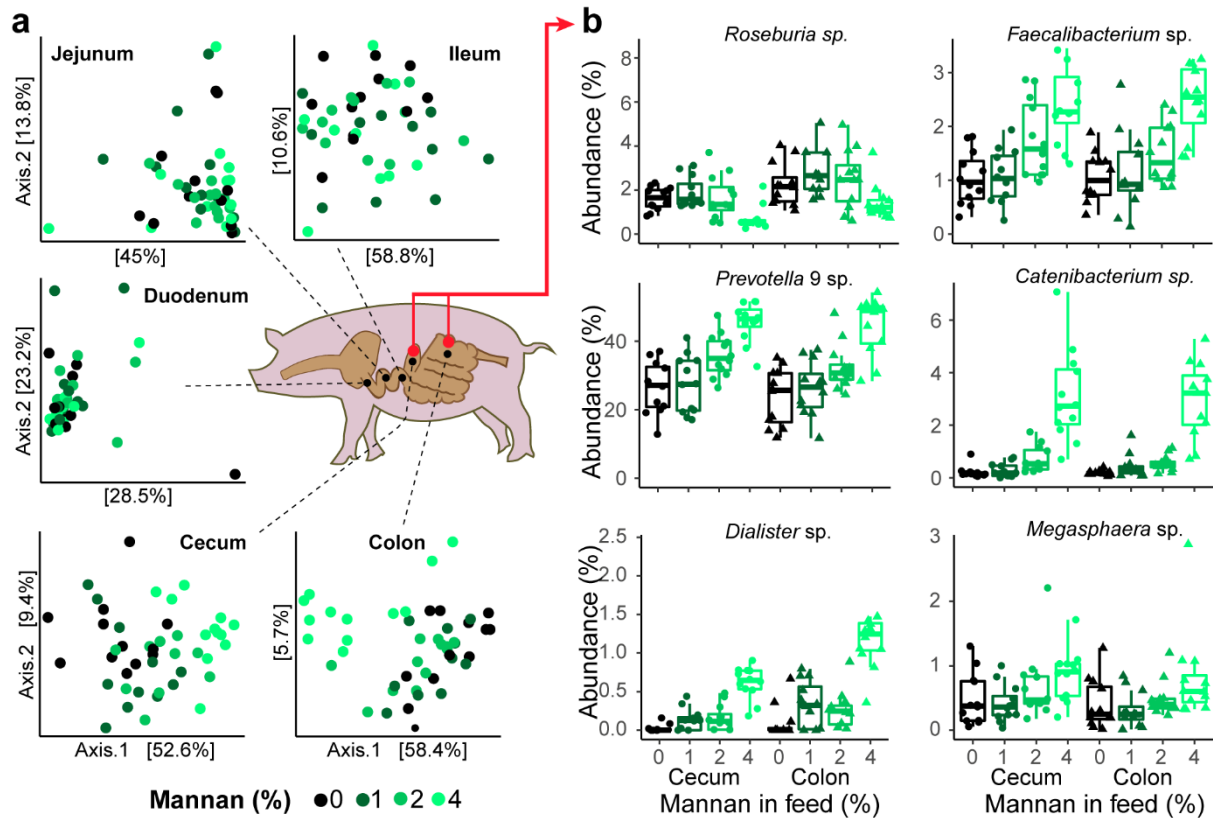 a
Jejunum
Axis.2 [13.8%]
[45%]
Ileum
[10.6%]
[58.8%]
Duodenum
Axis.2 [23.2%]
[28.5%]
Cecum
Axis.2 [9.4%]
Axis.1 [52.6%]
Colon
[5.7%]
Axis.1 [58.4%]
Mannan (%) 0 1 2 4
b
Roseburia sp.
Abundance (%)
8
6
4
2
0
Faecalibacterium sp.
3
2
1
0
Prevotella 9 sp.
Abundance (%)
40
20
0
Catenibacterium sp.
6
4
2
0
Dialister sp.
Abundance (%)
2.5
2.0
1.5
1.0
0.5
0.0
0 1 2 4 0 1 2 4
Cecum Colon
Mannan in feed (%)
Megasphaera sp.
3
2
1
0
0 1 2 4 0 1 2 4
Cecum Colon
Mannan in feed (%)